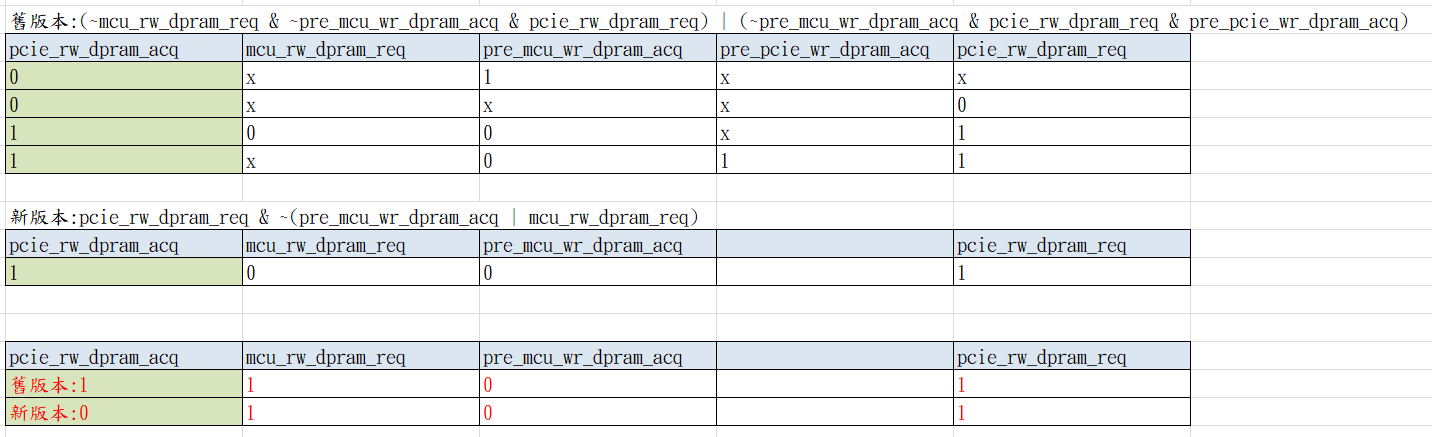 舊版本:(~mcu_rw_dpram_req & ~pre_mcu_wr_dpram_acq & pcie_rw_dpram_req) | (~pre_mcu_wr_dpram_acq & pcie_rw_dpram_req & pre_pcie_wr_dpram_acq)
pcie_rw_dpram_acq mcu_rw_dpram_req pre_mcu_wr_dpram_acq pre_pcie_wr_dpram_acq pcie_rw_dpram_req
0 x 1 x x
0 x x x 0
1 0 0 x 1
1 x 0 1 1
新版本:pcie_rw_dpram_req & ~(pre_mcu_wr_dpram_acq | mcu_rw_dpram_req)
pcie_rw_dpram_acq mcu_rw_dpram_req pre_mcu_wr_dpram_acq pcie_rw_dpram_req
1 0 0 1
pcie_rw_dpram_acq mcu_rw_dpram_req pre_mcu_wr_dpram_acq pcie_rw_dpram_req
舊版本:1 1 0 1
新版本:0 1 0 1